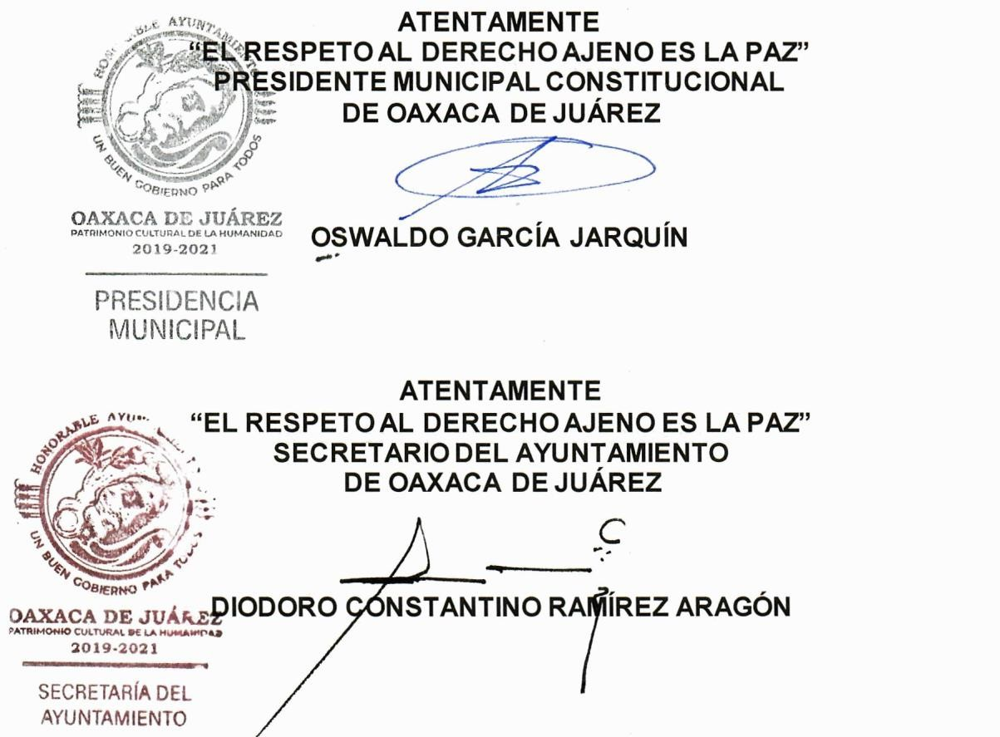 HONORABLE AYUNTAMIENTO
UN BUEN GOBIERNO PARA TODOS
OAXACA DE JUÁREZ
PATRIMONIO CULTURAL DE LA HUMANIDAD
2019-2021
PRESIDENCIA
MUNICIPAL
ATENTAMENTE
“EL RESPETO AL DERECHO AJENO ES LA PAZ”
PRESIDENTE MUNICIPAL CONSTITUCIONAL
DE OAXACA DE JUÁREZ
OSWALDO GARCÍA JARQUÍN
HONORABLE
UN BUEN GOBIERNO PARA TODOS
OAXACA DE JUÁREZ
PATRIMONIO CULTURAL DE LA HUMANIDAD
2019-2021
SECRETARÍA DEL
AYUNTAMIENTO
ATENTAMENTE
“EL RESPETO AL DERECHO AJENO ES LA PAZ”
SECRETARIO DEL AYUNTAMIENTO
DE OAXACA DE JUÁREZ
DIODORO CONSTANTINO RAMÍREZ ARAGÓN